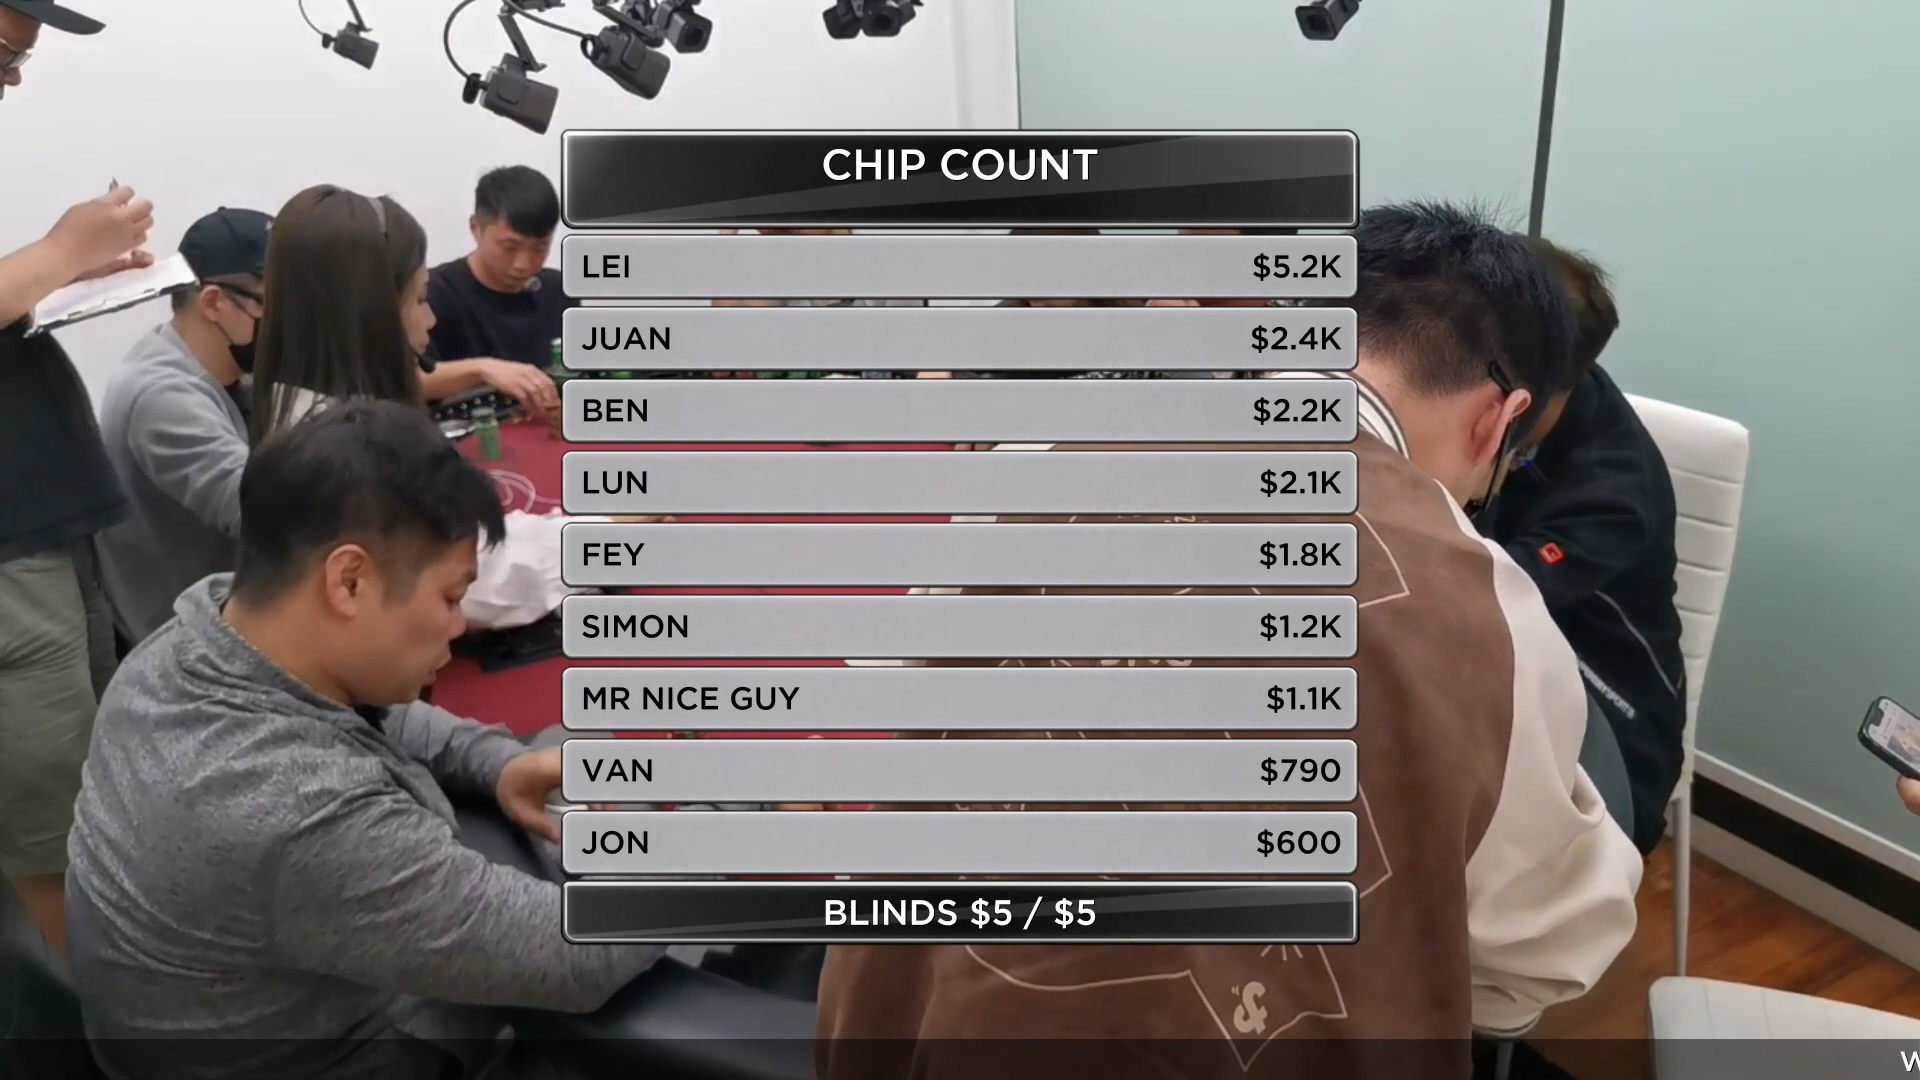 CHIP COUNT
LEI $5.2K
JUAN $2.4K
BEN $2.2K
LUN $2.1K
FEY $1.8K
SIMON $1.2K
MR NICE GUY $1.1K
VAN $790
JON $600
BLINDS $5 / $5